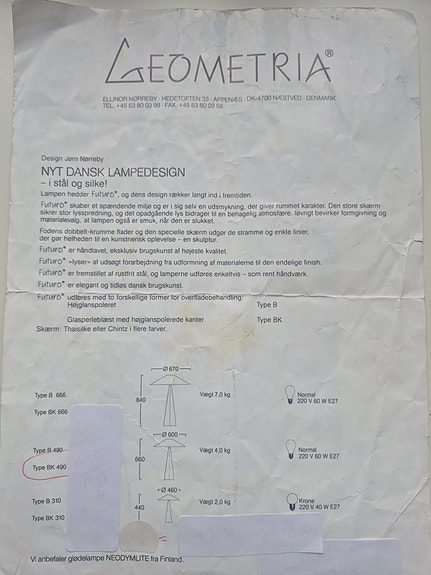 GEOMETRIA®
ELLINOR NØRREBY · HEDETOFTEN 33 · APPENÆS · DK-4700 NÆSTVED · DENMARK
TEL. +45 53 80 03 98 · FAX. +45 53 80 03 58
Design Jørn Nørreby
NYT DANSK LAMPEDESIGN
– i stål og silke!
Lampen hedder Futuro®, og dens design rækker langt ind i fremtiden.
Futuro® skaber et spændende miljø og er i sig selv en udsmykning, der giver rummet karakter. Den store skærm
sikrer stor lysspredning, og det opadgående lys bidrager til en behagelig atmosfære. Iøvrigt bevirker formgivning og
materialevalg, at lampen også er smuk, når den er slukket.
Fodens dobbelt-krumme flader og den specielle skærm udgør de stramme og enkle linier,
der gør helheden til en kunstnerisk oplevelse – en skulptur.
Futuro® er håndlavet, eksklusiv brugskunst af højeste kvalitet.
Futuro® »lyser« af udsøgt forarbejdning fra udformning af materialerne til den endelige finish.
Futuro® er fremstillet af rustfrit stål, og lamperne udføres enkeltvis – som rent håndværk.
Futuro® er elegant og tidløs dansk brugskunst.
Futuro® udføres med to forskellige former for overfladebehandling:
Højglanspoleret Type B
Glasperleblæst med højglanspolerede kanter Type BK
Skærm: Thaisilke eller Chintz i flere farver.
Ø 670
Type B 666 840 Vægt 7,0 kg Normal
220 V 60 W E27
Type BK 666
Ø 600
Type B 490 660 Vægt 4,0 kg Normal
220 V 60 W E27
Type BK 490
Ø 460
Type B 310 440 Vægt 2,0 kg Krone
220 V 40 W E27
Type BK 310
Vi anbefaler glødelampe NEODYMLITE fra Finland.